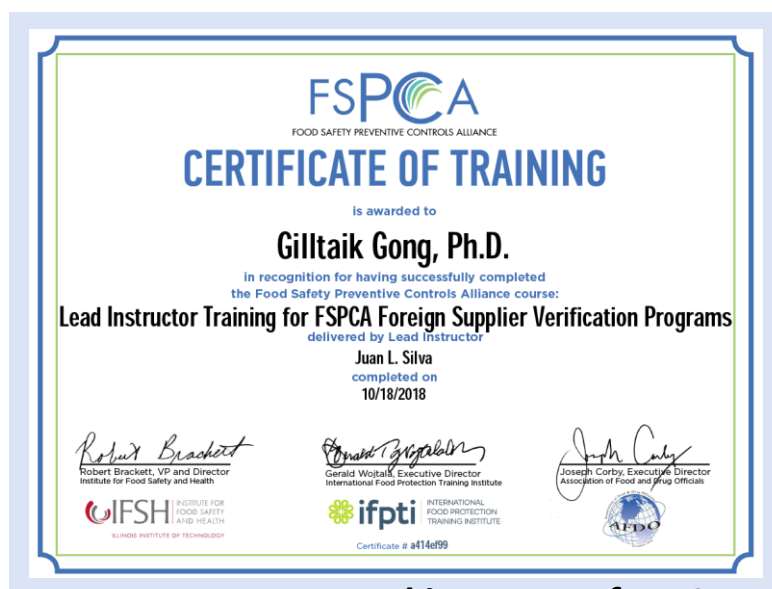 FSPCA
FOOD SAFETY PREVENTIVE CONTROLS ALLIANCE
CERTIFICATE OF TRAINING
is awarded to
Gilltaik Gong, Ph.D.
in recognition for having successfully completed
the Food Safety Preventive Controls Alliance course:
Lead Instructor Training for FSPCA Foreign Supplier Verification Programs
delivered by Lead Instructor
Juan L. Silva
completed on
10/18/2018
Robert Brackett
Robert Brackett, VP and Director
Institute for Food Safety and Health
IFSH INSTITUTE FOR FOOD SAFETY AND HEALTH
ILLINOIS INSTITUTE OF TECHNOLOGY
Gerald Wojtala, Executive Director
International Food Protection Training Institute
ifpti INTERNATIONAL FOOD PROTECTION TRAINING INSTITUTE
Certificate # a414ef99
Joseph Corby
Joseph Corby, Executive Director
Association of Food and Drug Officials
AFDO